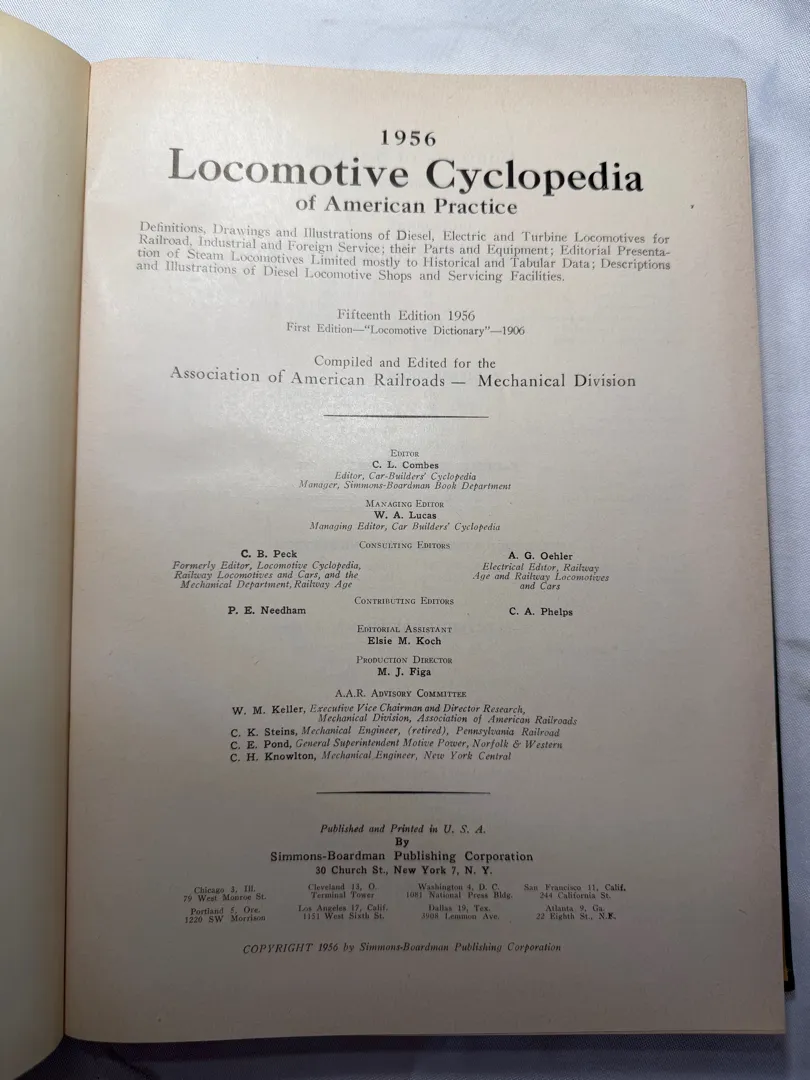 1956
Locomotive Cyclopedia
of American Practice
Definitions, Drawings and Illustrations of Diesel, Electric and Turbine Locomotives for
Railroad, Industrial and Foreign Service; their Parts and Equipment; Editorial Presenta-
tion of Steam Locomotives Limited mostly to Historical and Tabular Data; Descriptions
and Illustrations of Diesel Locomotive Shops and Servicing Facilities.
Fifteenth Edition 1956
First Edition—"Locomotive Dictionary"—1906
Compiled and Edited for the
Association of American Railroads — Mechanical Division
Editor
C. L. Combes
Editor, Car-Builders' Cyclopedia
Manager, Simmons-Boardman Book Department
Managing Editor
W. A. Lucas
Managing Editor, Car Builders' Cyclopedia
Consulting Editors
C. B. Peck
Formerly Editor, Locomotive Cyclopedia,
Railway Locomotives and Cars, and the
Mechanical Department, Railway Age
A. G. Oehler
Electrical Editor, Railway
Age and Railway Locomotives
and Cars
Contributing Editors
P. E. Needham
C. A. Phelps
Editorial Assistant
Elsie M. Koch
Production Director
M. J. Figa
A.A.R. Advisory Committee
W. M. Keller, Executive Vice Chairman and Director Research,
Mechanical Division, Association of American Railroads
C. K. Steins, Mechanical Engineer, (retired), Pennsylvania Railroad
C. E. Pond, General Superintendent Motive Power, Norfolk & Western
C. H. Knowlton, Mechanical Engineer, New York Central
Published and Printed in U. S. A.
By
Simmons-Boardman Publishing Corporation
30 Church St., New York 7, N. Y.
Chicago 3, Ill.
79 West Monroe St.
Cleveland 13, O.
Terminal Tower
Washington 4, D. C.
1081 National Press Bldg.
San Francisco 11, Calif.
244 California St.
Portland 5, Ore.
1220 SW Morrison
Los Angeles 17, Calif.
1151 West Sixth St.
Dallas 19, Tex.
3908 Lemmon Ave.
Atlanta 9, Ga.
22 Eighth St., N.E.
COPYRIGHT 1956 by Simmons-Boardman Publishing Corporation